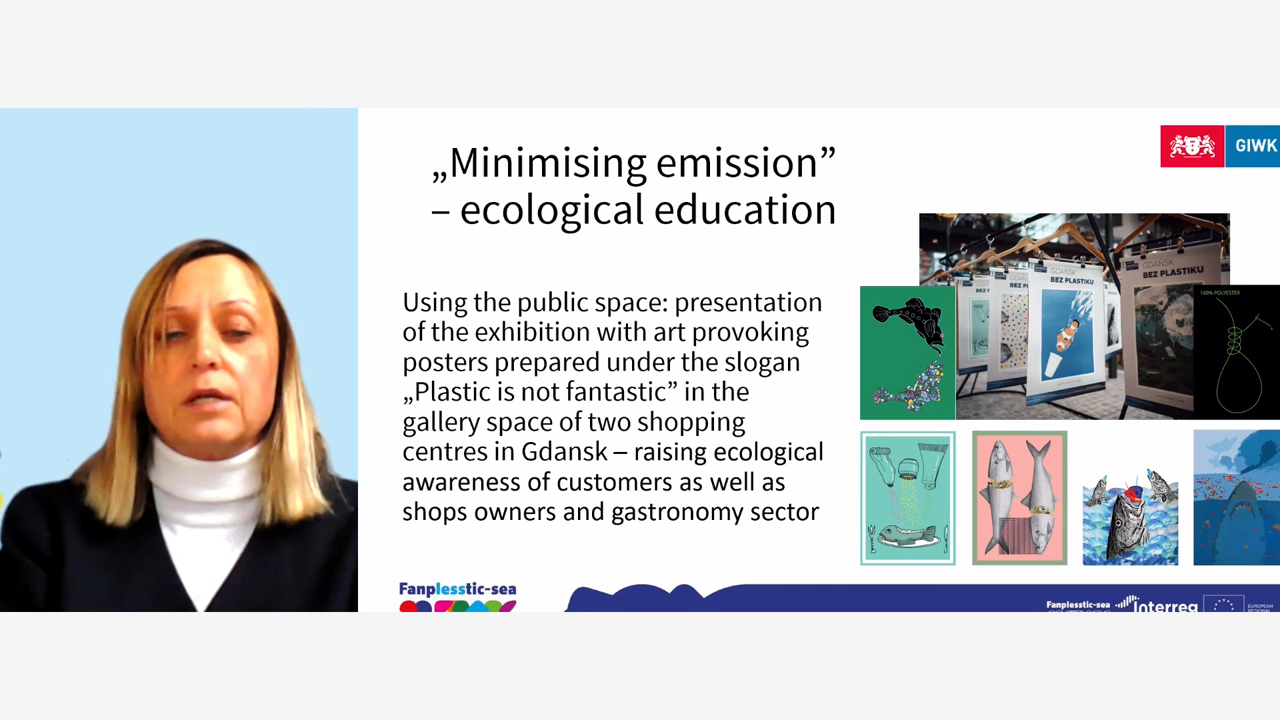 „Minimising emission”
– ecological education
GIWK
Using the public space: presentation
of the exhibition with art provoking
posters prepared under the slogan
„Plastic is not fantastic” in the
gallery space of two shopping
centres in Gdansk – raising ecological
awareness of customers as well as
shops owners and gastronomy sector
GDAŃSK
BEZ PLASTIKU
GDAŃSK
BEZ PLASTIKU
100% POLYESTER
Fanplesstic-sea
Fanplesstic-sea
Interreg
EUROPEAN
REGIONAL